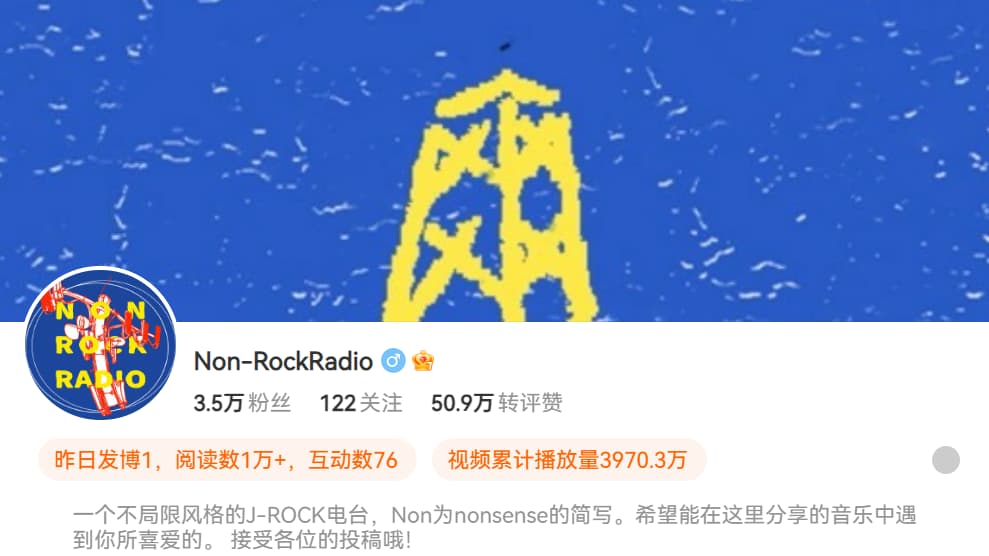 NON
ROCK
RADIO
Non-RockRadio
3.5万粉丝 122关注 50.9万转评赞
昨日发博1，阅读数1万+，互动数76 视频累计播放量3970.3万
一个不局限风格的J-ROCK电台，Non为nonsense的简写。希望能在这里分享的音乐中遇
到你所喜爱的。 接受各位的投稿哦!